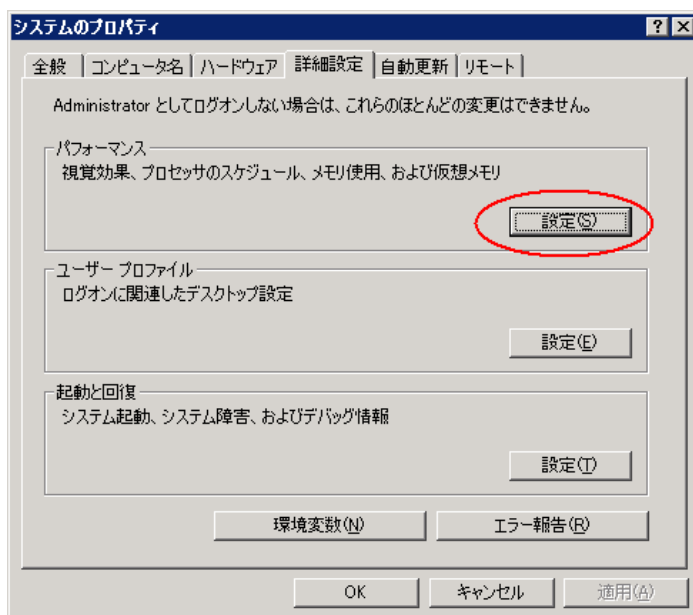 システムのプロパティ
全般 コンピュータ名 ハードウェア 詳細設定 自動更新 リモート
Administrator としてログオンしない場合は、これらのほとんどの変更はできません。
パフォーマンス
視覚効果、プロセッサのスケジュール、メモリ使用、および仮想メモリ
設定(S)
ユーザー プロファイル
ログオンに関連したデスクトップ設定
設定(E)
起動と回復
システム起動、システム障害、およびデバッグ情報
設定(T)
環境変数(N) エラー報告(R)
OK キャンセル 適用(A)